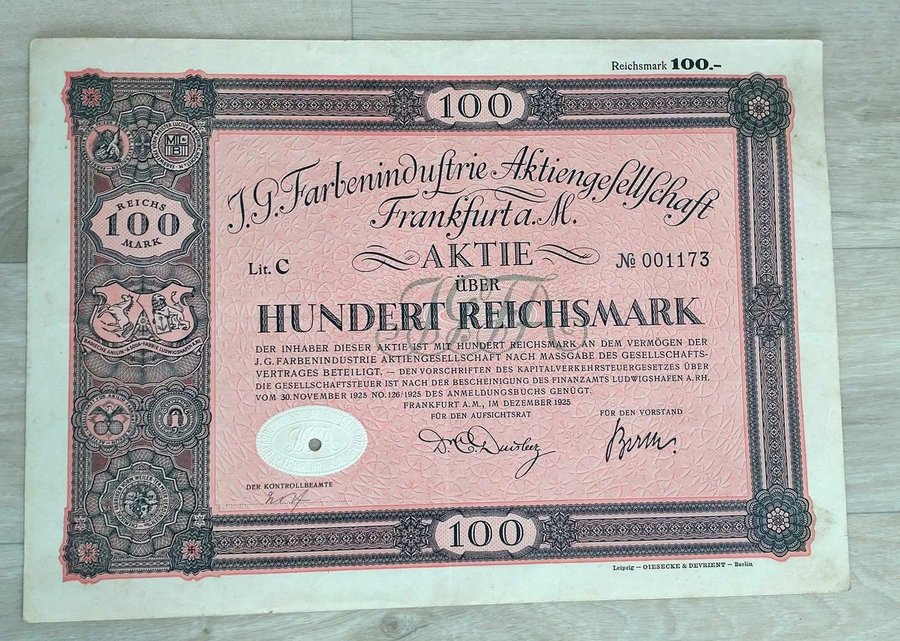 Reichsmark 100.-
100
J.G. Farbenindustrie Aktiengesellschaft
Frankfurt a. M.
REICHS
100
MARK
AKTIE
Lit. C
№ 001173
ÜBER
HUNDERT REICHSMARK
DER INHABER DIESER AKTIE IST MIT HUNDERT REICHSMARK AN DEM VERMÖGEN DER
J. G. FARBENINDUSTRIE AKTIENGESELLSCHAFT NACH MASSGABE DES GESELLSCHAFTS-
VERTRAGES BETEILIGT. — DEN VORSCHRIFTEN DES KAPITALVERKEHRSTEUERGESETZES ÜBER
DIE GESELLSCHAFTSTEUER IST NACH DER BESCHEINIGUNG DES FINANZAMTS LUDWIGSHAFEN A. RH.
VOM 30. NOVEMBER 1925 NO. 126/1925 DES ANMELDUNGSBUCHS GENÜGT.
FRANKFURT A. M., IM DEZEMBER 1925
FÜR DEN AUFSICHTSRAT
FÜR DEN VORSTAND
DER KONTROLLBEAMTE
100
Leipzig — GIESECKE & DEVRIENT — Berlin